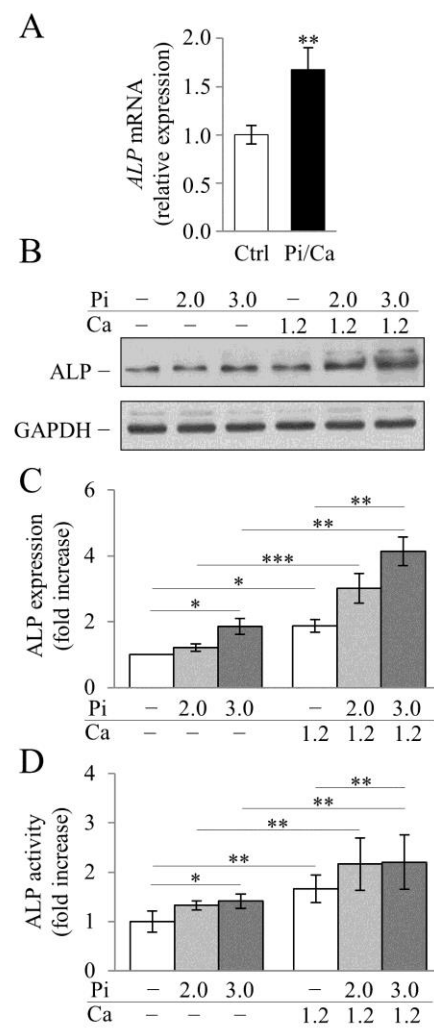 A
ALP mRNA
(relative expression)
2.0
1.5
1.0
0.5
0.0
**
Ctrl Pi/Ca
B
Pi – 2.0 3.0 – 2.0 3.0
Ca – – – 1.2 1.2 1.2
ALP –
GAPDH –
C
ALP expression
(fold increase)
6
4
2
0
**
**
***
*
*
Pi – 2.0 3.0 – 2.0 3.0
Ca – – – 1.2 1.2 1.2
D
ALP activity
(fold increase)
4
3
2
1
0
**
**
**
**
*
Pi – 2.0 3.0 – 2.0 3.0
Ca – – – 1.2 1.2 1.2